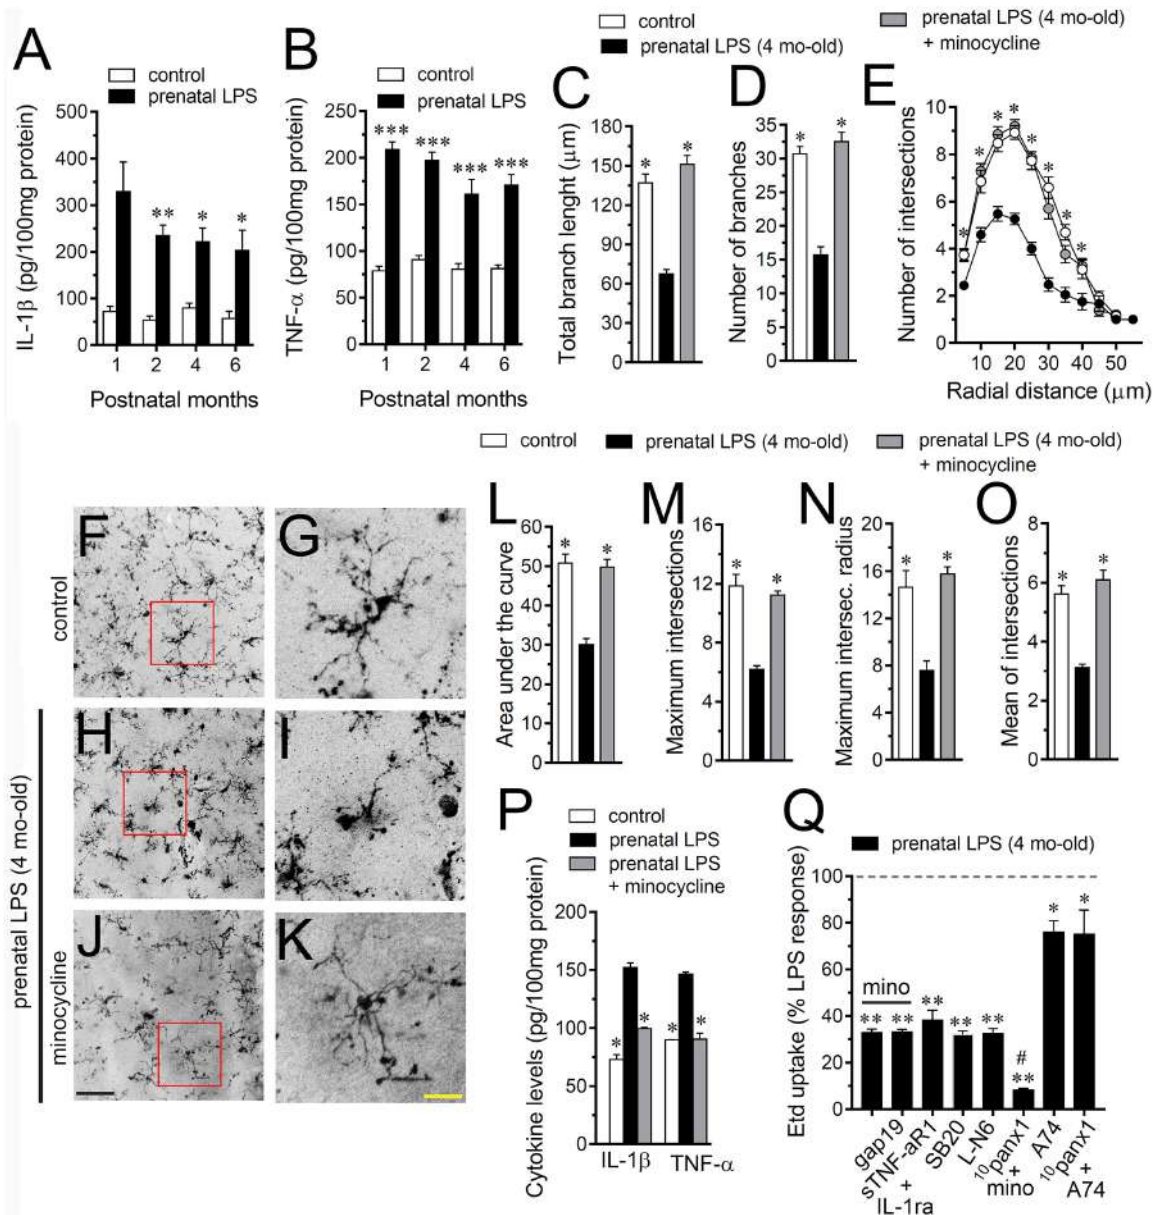 control
prenatal LPS (4 mo-old)
prenatal LPS (4 mo-old)
+ minocycline
A
control
prenatal LPS
IL-1β (pg/100mg protein)
500
400
300
200
100
0
** * *
1 2 4 6
Postnatal months
B
control
prenatal LPS
TNF-α (pg/100mg protein)
250
200
150
100
50
0
*** *** *** ***
1 2 4 6
Postnatal months
C
Total branch lenght (μm)
180
150
120
90
60
30
0
* *
D
Number of branches
35
30
25
20
15
10
5
0
* *
E
Number of intersections
10
8
6
4
2
0
* * * * * * * *
10 20 30 40 50
Radial distance (μm)
control
prenatal LPS (4 mo-old)
prenatal LPS (4 mo-old)
+ minocycline
F
G
control
H
I
J
K
prenatal LPS (4 mo-old)
minocycline
L
Area under the curve
60
50
40
30
20
10
0
* *
M
Maximum intersections
16
12
8
4
0
* *
N
Maximum intersec. radius
20
16
12
8
4
0
* *
O
Mean of intersections
8
6
4
2
0
* *
P
control
prenatal LPS
prenatal LPS
+ minocycline
Cytokine levels (pg/100mg protein)
200
150
100
50
0
* * * *
IL-1β TNF-α
Q
prenatal LPS (4 mo-old)
Etd uptake (% LPS response)
100
80
60
40
20
0
mino
** ** ** ** ** # ** * *
gap19
sTNF-aR1
+
IL-1ra
SB20
L-N6
10panx1
+
mino
A74
10panx1
+
A74